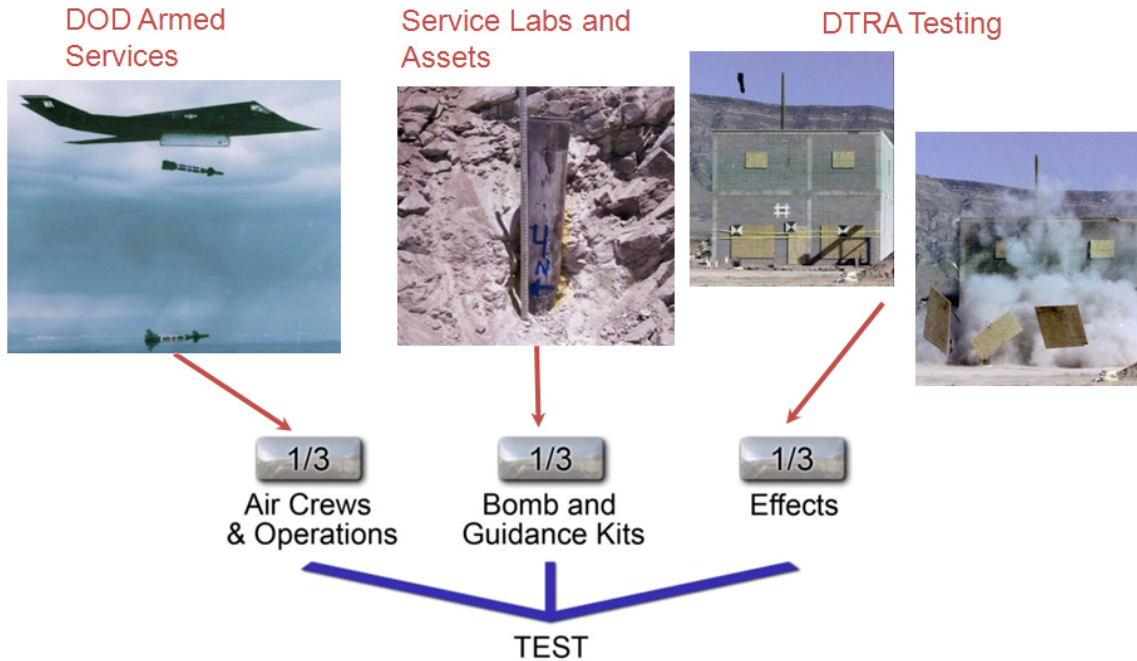 DOD Armed
Services
Service Labs and
Assets
DTRA Testing
4
N
#
1/3
1/3
1/3
Air Crews
& Operations
Bomb and
Guidance Kits
Effects
TEST